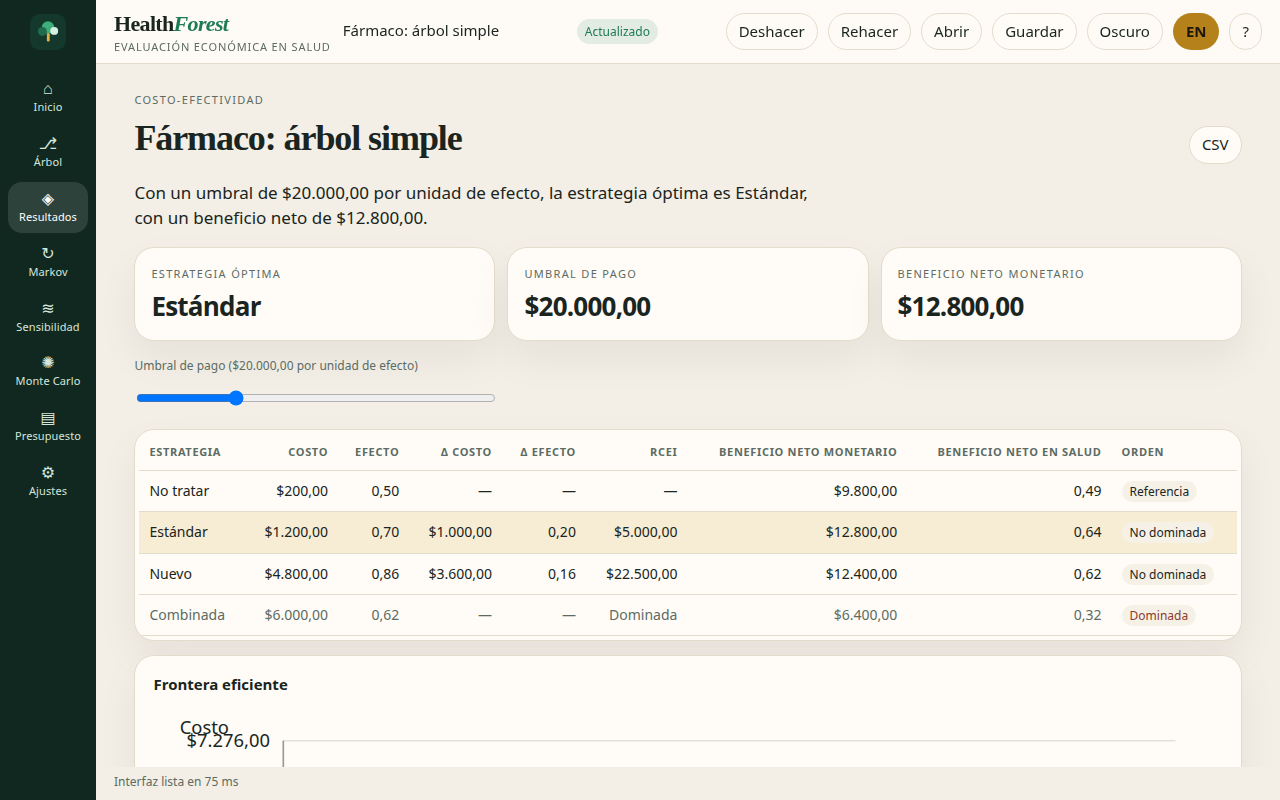 HealthForest
EVALUACIÓN ECONÓMICA EN SALUD
Fármaco: árbol simple
Actualizado
Deshacer
Rehacer
Abrir
Guardar
Oscuro
EN
?
Inicio
Árbol
Resultados
Markov
Sensibilidad
Monte Carlo
Presupuesto
Ajustes
COSTO-EFECTIVIDAD
Fármaco: árbol simple
CSV
Con un umbral de $20.000,00 por unidad de efecto, la estrategia óptima es Estándar,
con un beneficio neto de $12.800,00.
ESTRATEGIA ÓPTIMA
Estándar
UMBRAL DE PAGO
$20.000,00
BENEFICIO NETO MONETARIO
$12.800,00
Umbral de pago ($20.000,00 por unidad de efecto)
ESTRATEGIA COSTO EFECTO Δ COSTO Δ EFECTO RCEI BENEFICIO NETO MONETARIO BENEFICIO NETO EN SALUD ORDEN
No tratar $200,00 0,50 — — — $9.800,00 0,49 Referencia
Estándar $1.200,00 0,70 $1.000,00 0,20 $5.000,00 $12.800,00 0,64 No dominada
Nuevo $4.800,00 0,86 $3.600,00 0,16 $22.500,00 $12.400,00 0,62 No dominada
Combinada $6.000,00 0,62 — — Dominada $6.400,00 0,32 Dominada
Frontera eficiente
Costo
$7.276,00
Interfaz lista en 75 ms